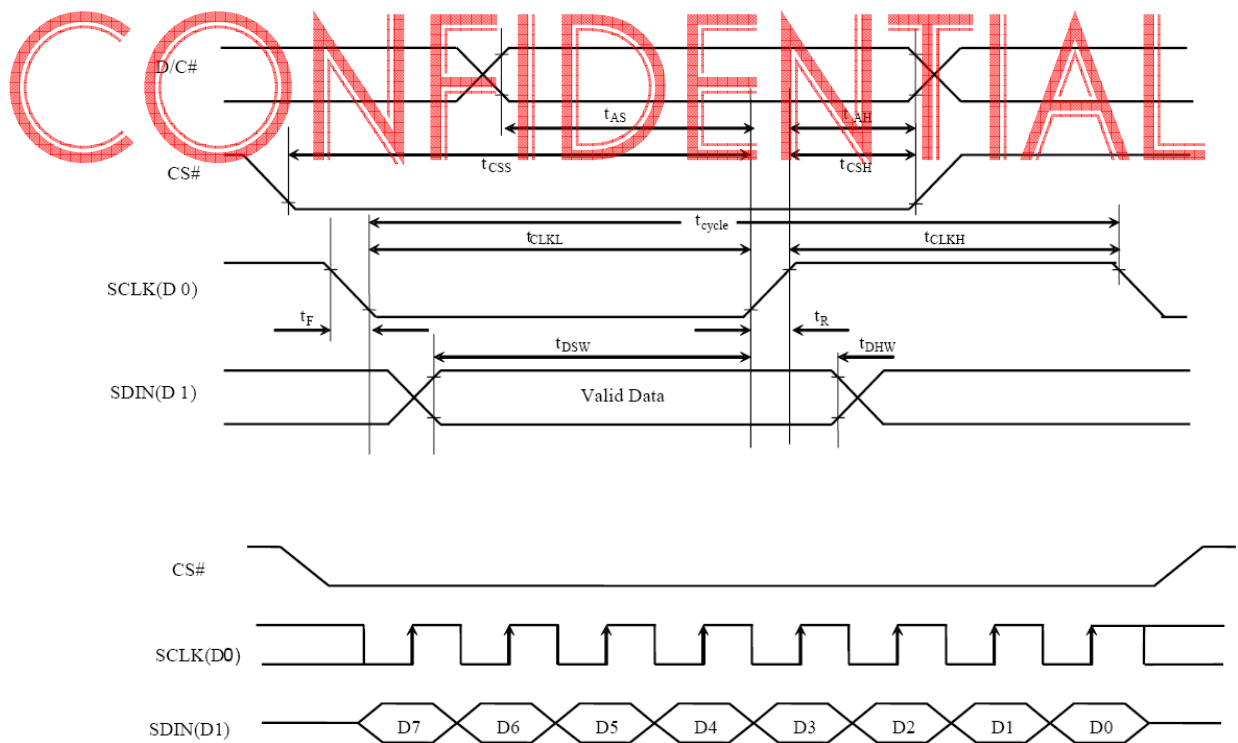 CONFIDENTIAL
D/C#
tAS tAH
tCSS tCSH
CS#
tcycle
tCLKL tCLKH
SCLK(D 0)
tF tR
tDSW tDHW
SDIN(D 1) Valid Data
CS#
SCLK(D0)
SDIN(D1) D7 D6 D5 D4 D3 D2 D1 D0